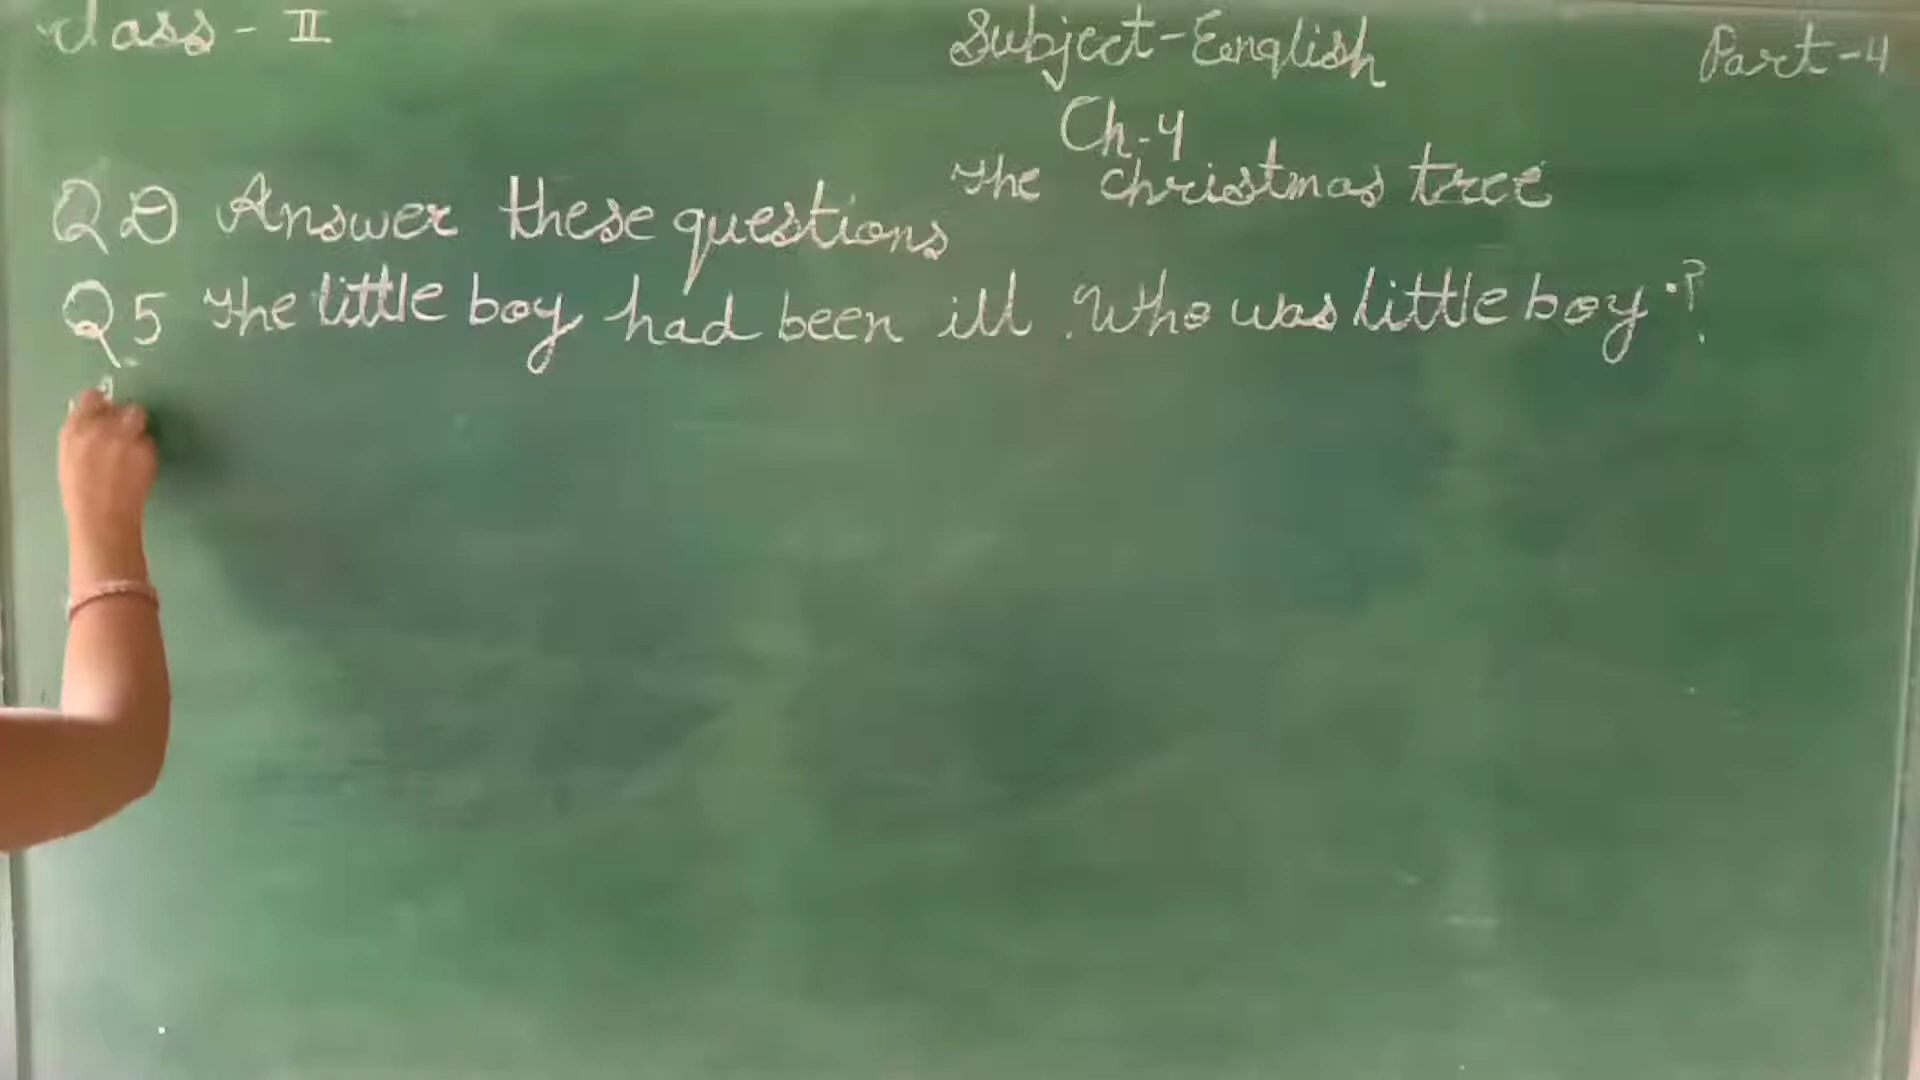 Class - II
Subject-English
Part-4
Ch-4
The christmas tree
Q D Answer these questions
Q5 The little boy had been ill. Who was little boy?